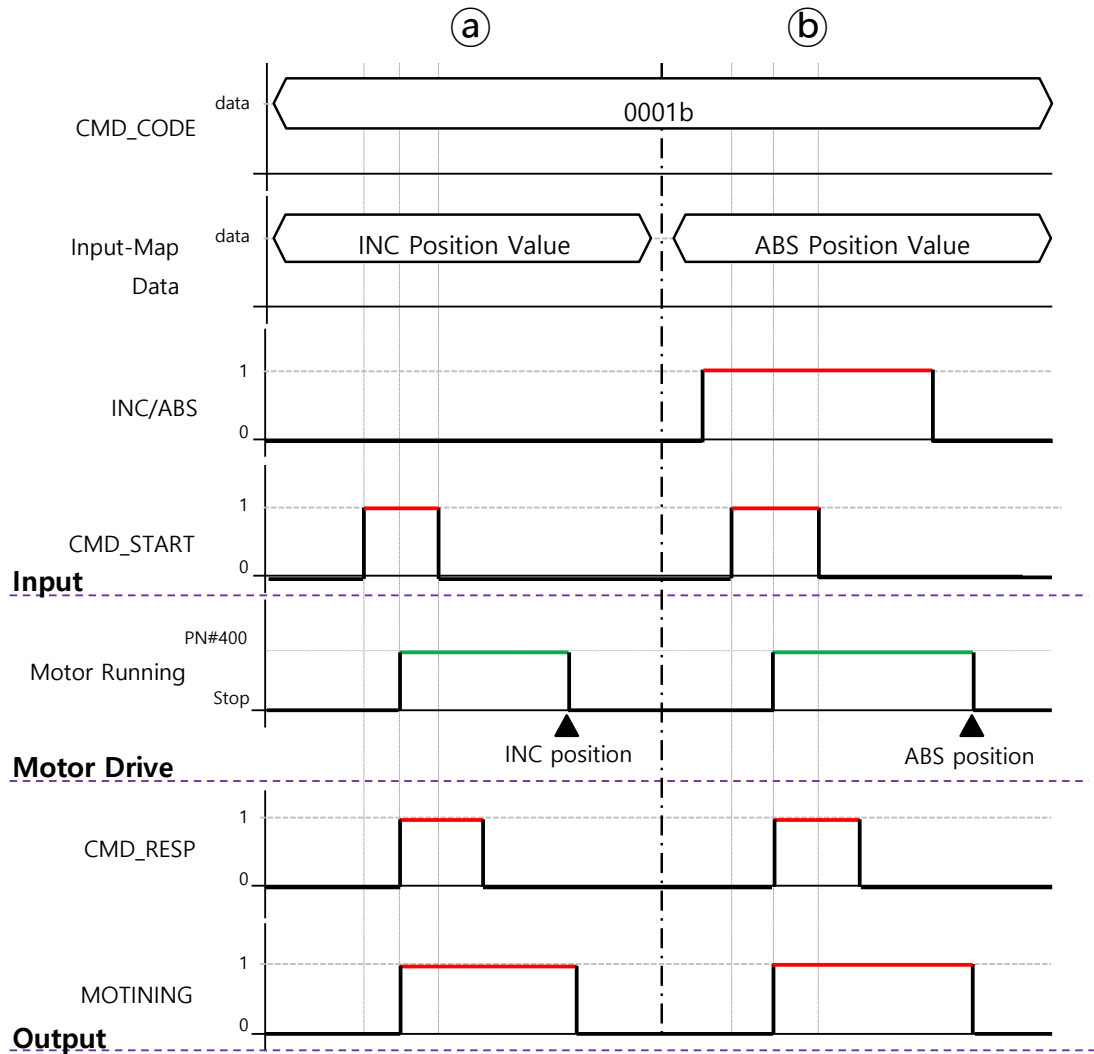 ⓐ ⓑ
data
CMD_CODE
0001b
Input-Map
Data
data
INC Position Value
ABS Position Value
1
INC/ABS
0
1
CMD_START
0
Input
PN#400
Motor Running
Stop
INC position
ABS position
Motor Drive
1
CMD_RESP
0
1
MOTINING
0
Output